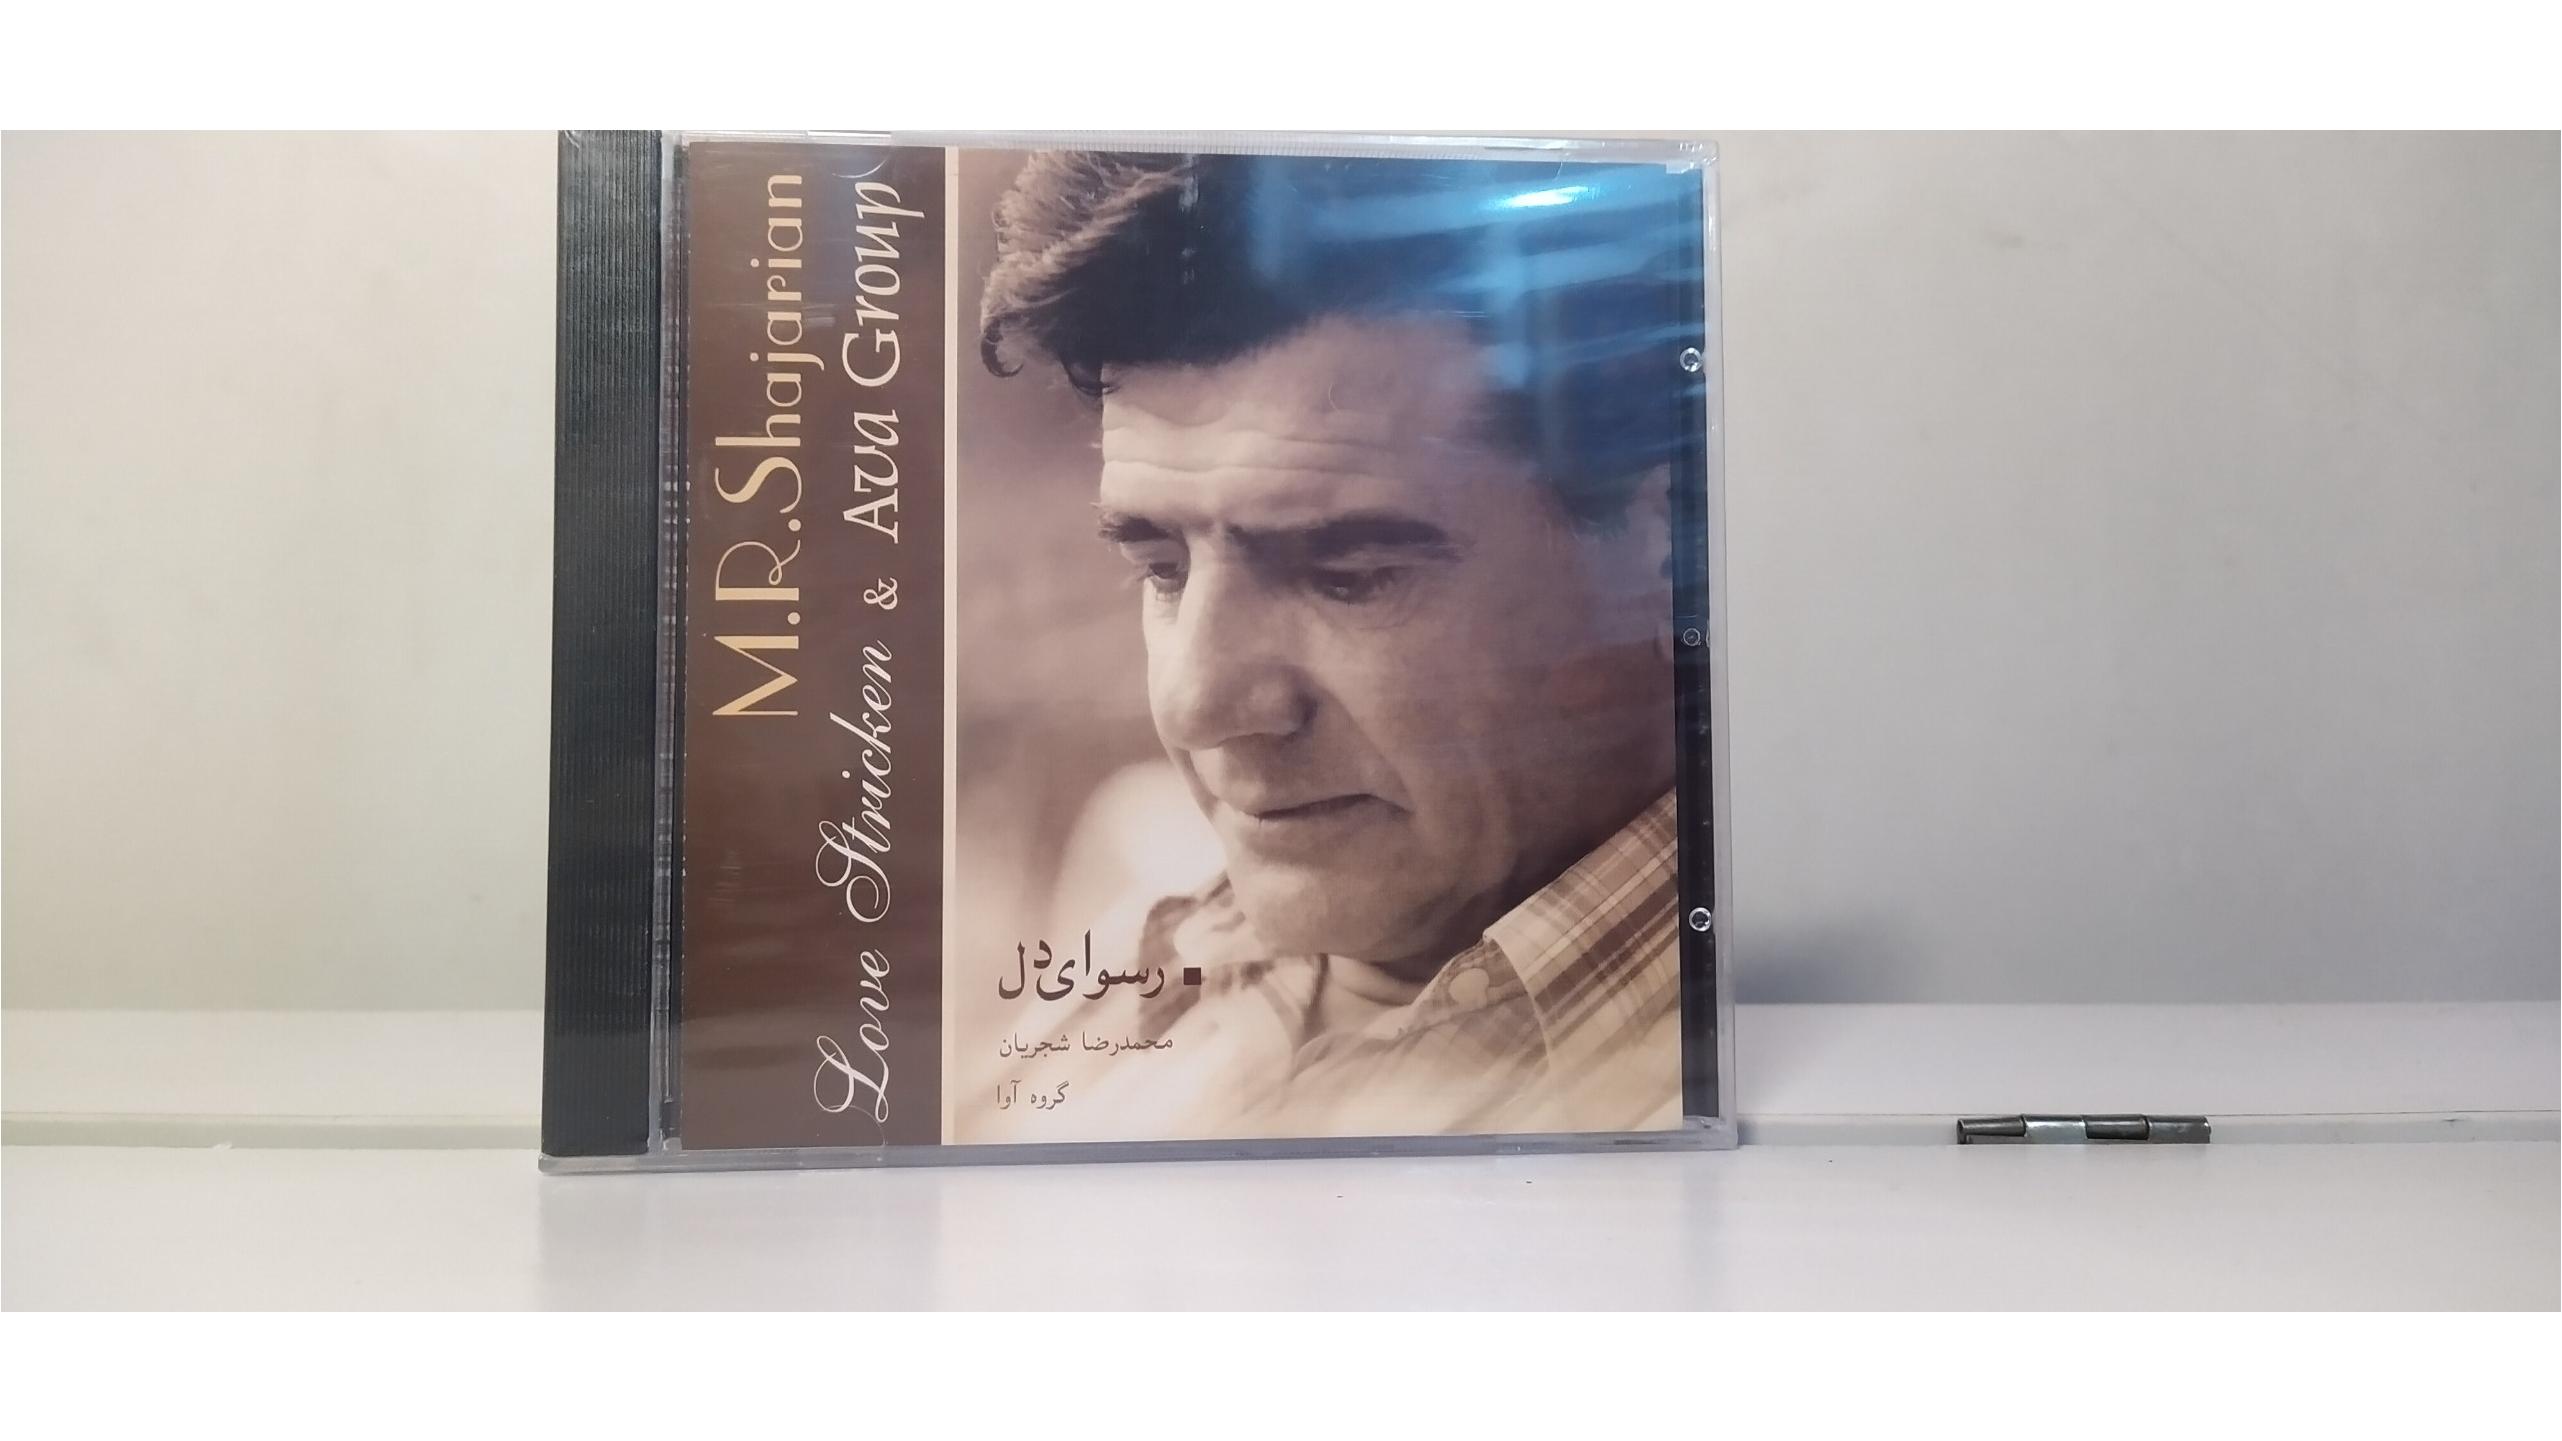 M.R.Shajarian
Love Stricken & Ava Group
رسوای دل
محمدرضا شجریان
گروه آوا